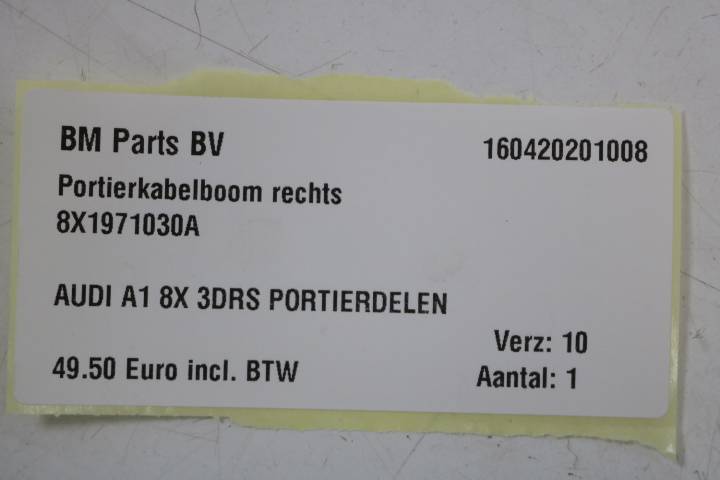 BM Parts BV 160420201008
Portierkabelboom rechts
8X1971030A
AUDI A1 8X 3DRS PORTIERDELEN
Verz: 10
49.50 Euro incl. BTW Aantal: 1